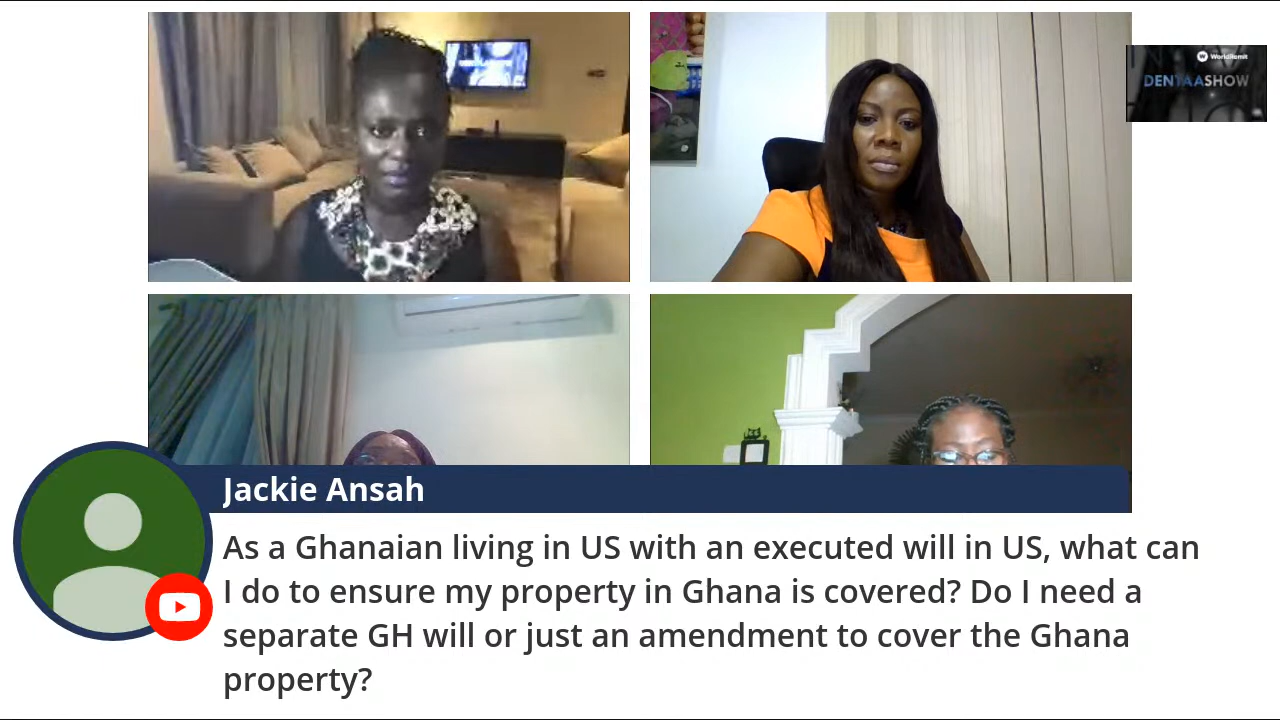 WorldRemit
DENTAASHOW
Jackie Ansah
As a Ghanaian living in US with an executed will in US, what can
I do to ensure my property in Ghana is covered? Do I need a
separate GH will or just an amendment to cover the Ghana
property?